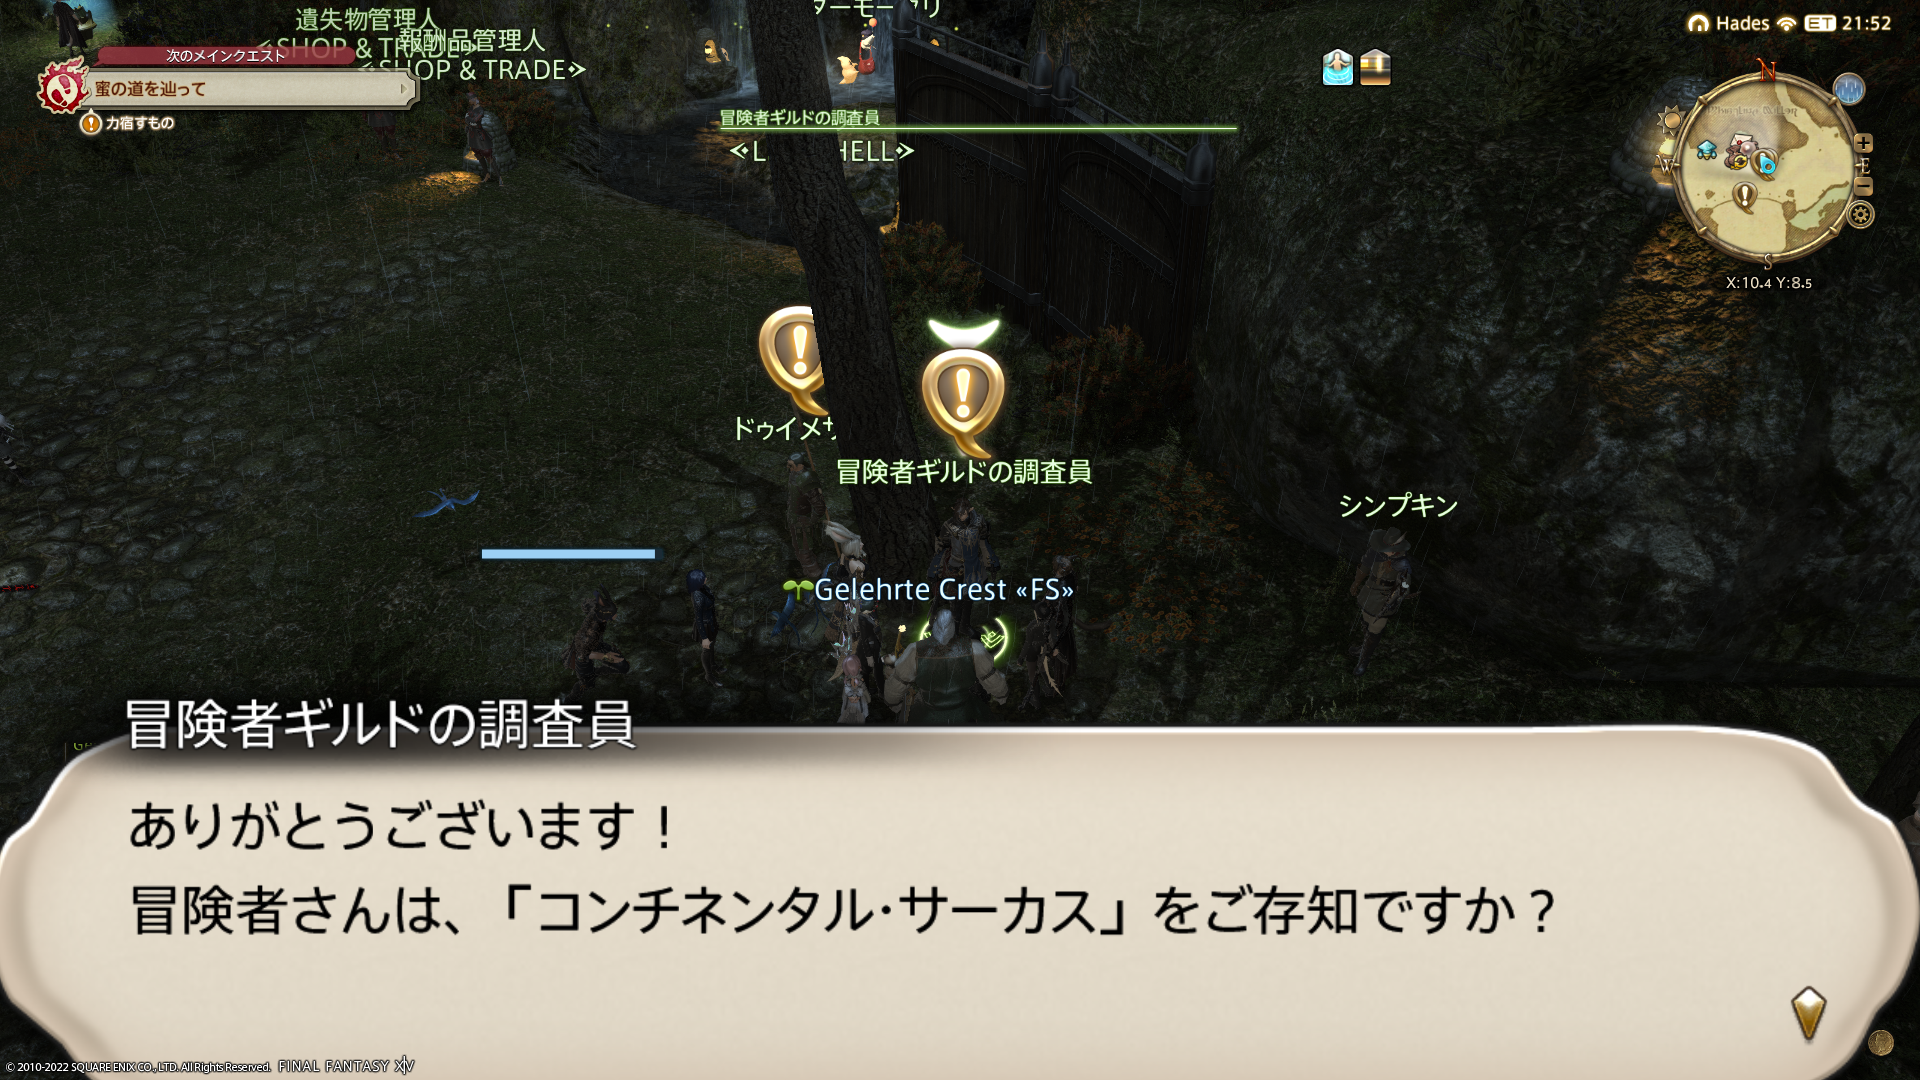 遺失物管理人
SHOP & TR
報酬品管理人
SHOP & TRADE
次のメインクエスト
蜜の道を辿って
力宿すもの
冒険者ギルドの調査員
Hades
ET 21:52
N
W
E
S
X:10.4 Y:8.5
ドゥイメ
冒険者ギルドの調査員
シンプキン
Gelehrte Crest «FS»
冒険者ギルドの調査員
ありがとうございます！
冒険者さんは、「コンチネンタル・サーカス」をご存知ですか？
© 2010-2022 SQUARE ENIX CO., LTD. All Rights Reserved. FINAL FANTASY XIV